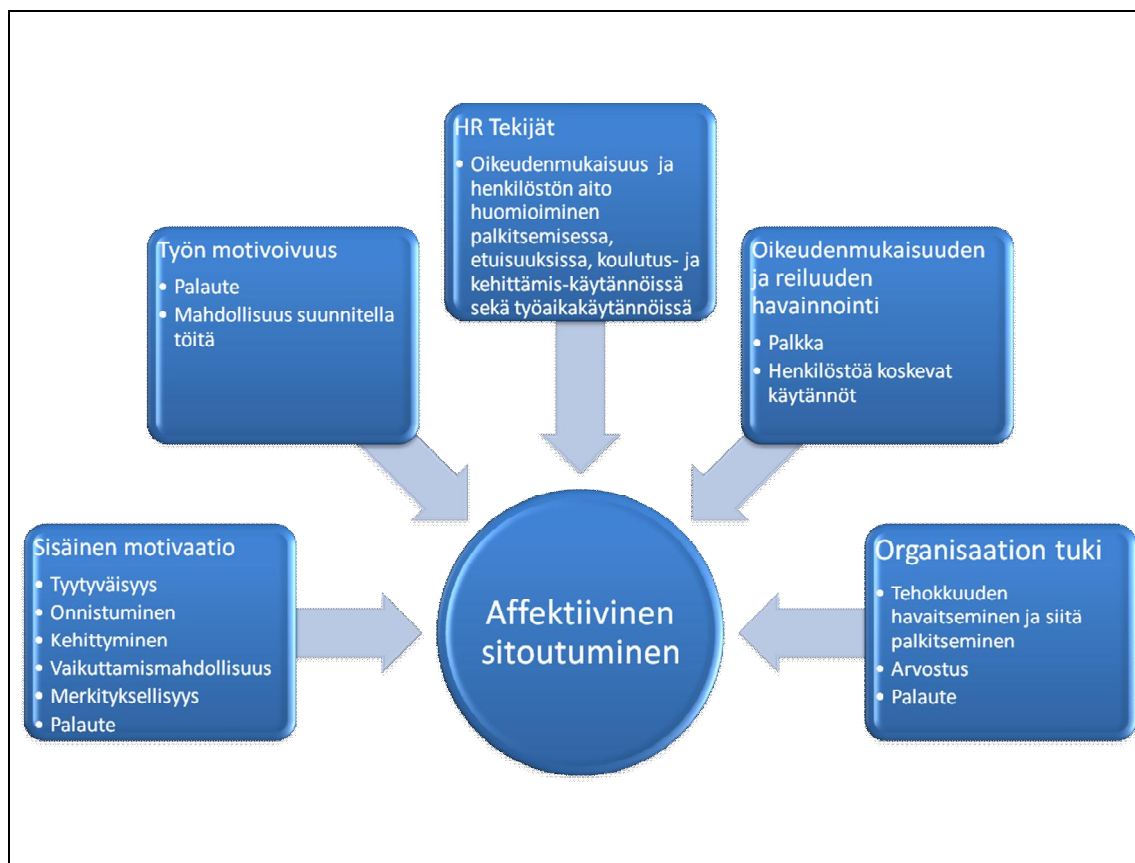 HR Tekijät
• Oikeudenmukaisuus ja
henkilöstön aito
huomioiminen
palkitsemisessa,
etuisuuksissa, koulutus- ja
kehittämis-käytännöissä
sekä työaikakäytännöissä
Työn motivoivuus
• Palaute
• Mahdollisuus suunnitella
töitä
Oikeudenmukaisuuden
ja reiluuden
havainnointi
• Palkka
• Henkilöstöä koskevat
käytännöt
Sisäinen motivaatio
• Tyytyväisyys
• Onnistuminen
• Kehittyminen
• Vaikuttamismahdollisuus
• Merkityksellisyys
• Palaute
Affektiivinen
sitoutuminen
Organisaation tuki
• Tehokkuuden
havaitseminen ja siitä
palkitseminen
• Arvostus
• Palaute